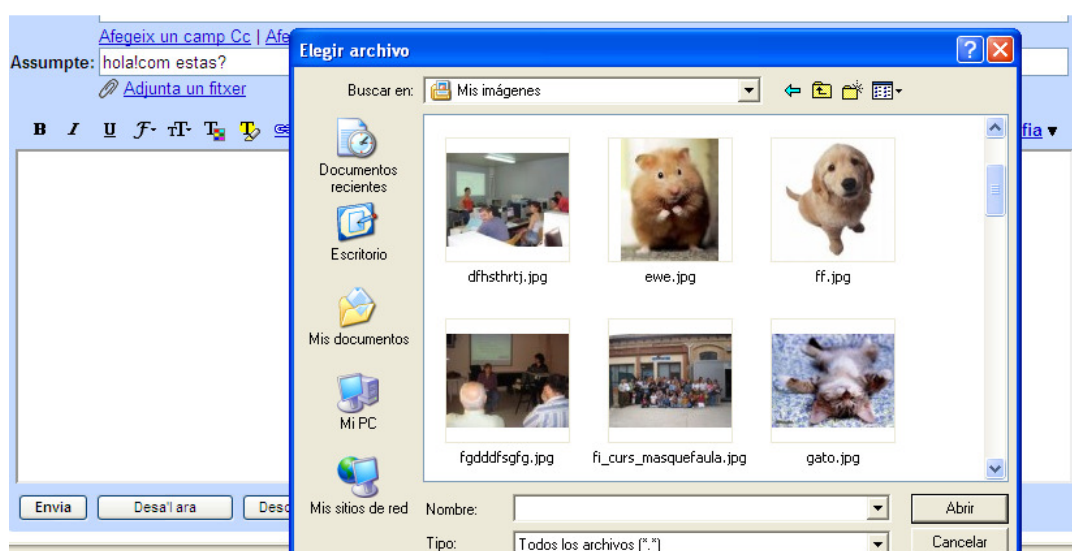 Afegeix un camp Cc | Afe
Assumpte: hola!com estas?
Adjunta un fitxer
B I U F T T T
fia
Envia Desa'l ara Desc
Elegir archivo
Buscar en: Mis imágenes
Documentos
recientes
Escritorio
Mis documentos
Mi PC
Mis sitios de red
dfhsthrtj.jpg ewe.jpg ff.jpg
fgdddfsgfg.jpg fi_curs_masquefaula.jpg gato.jpg
Nombre: Abrir
Tipo: Todos los archivos (*.*) Cancelar